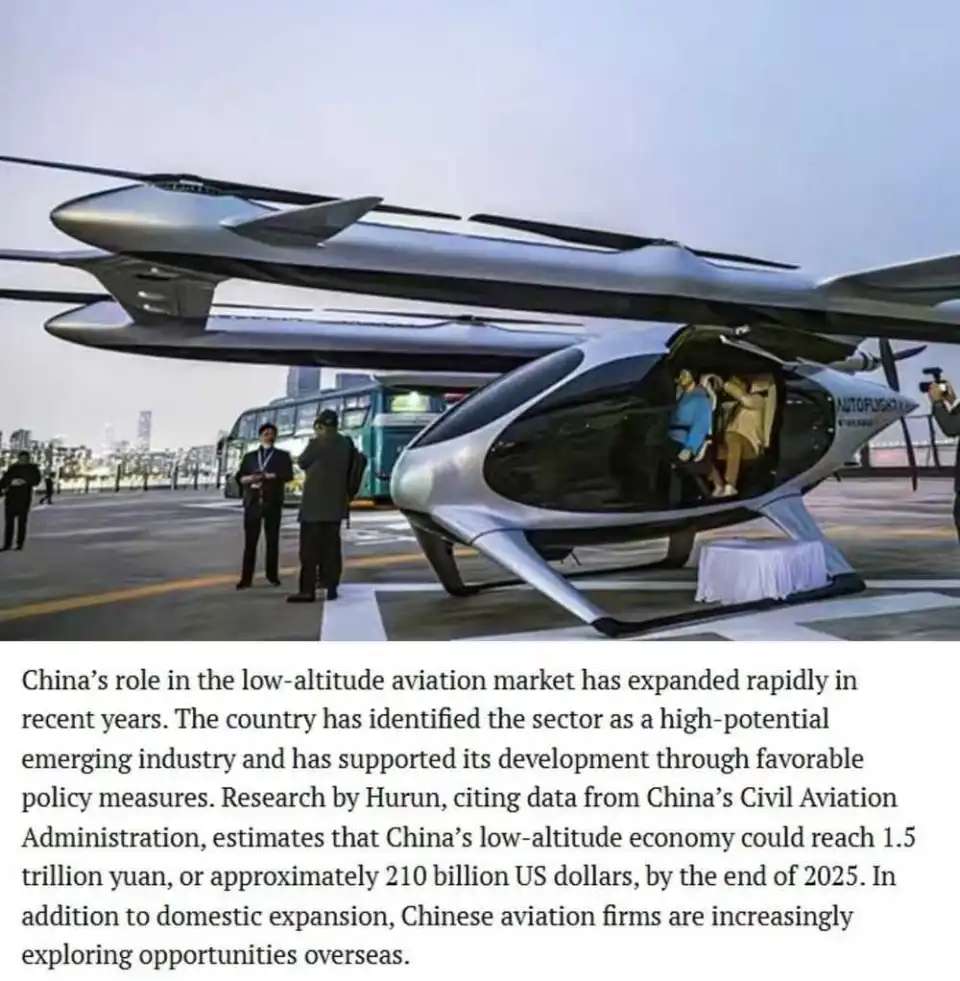 AUTOFLIGHT
China’s role in the low-altitude aviation market has expanded rapidly in
recent years. The country has identified the sector as a high-potential
emerging industry and has supported its development through favorable
policy measures. Research by Hurun, citing data from China’s Civil Aviation
Administration, estimates that China’s low-altitude economy could reach 1.5
trillion yuan, or approximately 210 billion US dollars, by the end of 2025. In
addition to domestic expansion, Chinese aviation firms are increasingly
exploring opportunities overseas.